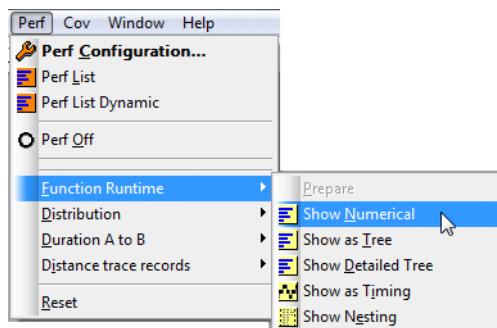 Perf Cov Window Help
Perf Configuration...
Perf List
Perf List Dynamic
Perf Off
Function Runtime
Distribution
Duration A to B
Distance trace records
Reset
Prepare
Show Numerical
Show as Tree
Show Detailed Tree
Show as Timing
Show Nesting